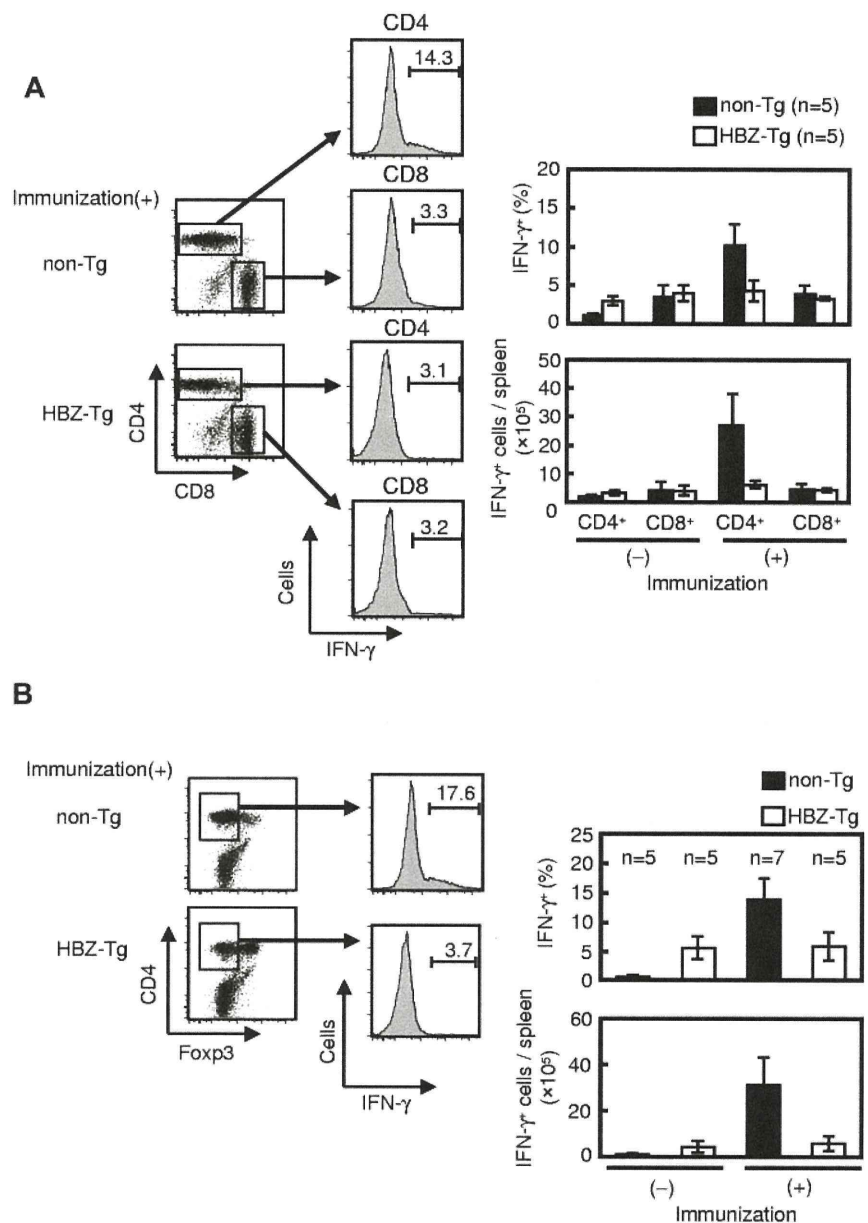 A
Immunization(+)
non-Tg
HBZ-Tg
CD4
CD8
CD4
14.3
CD8
3.3
CD4
3.1
CD8
3.2
Cells
IFN-γ
non-Tg (n=5)
HBZ-Tg (n=5)
IFN-γ⁺(%)
20
15
10
5
0
IFN-γ⁺ cells / spleen
(×10⁵)
50
40
30
20
10
0
CD4⁺ CD8⁺ CD4⁺ CD8⁺
(−) (+)
Immunization
B
Immunization(+)
non-Tg
HBZ-Tg
CD4
Foxp3
17.6
3.7
Cells
IFN-γ
non-Tg
HBZ-Tg
IFN-γ⁺(%)
25
20
15
10
5
0
n=5 n=5 n=7 n=5
IFN-γ⁺ cells / spleen
(×10⁵)
60
40
20
0
(−) (+)
Immunization